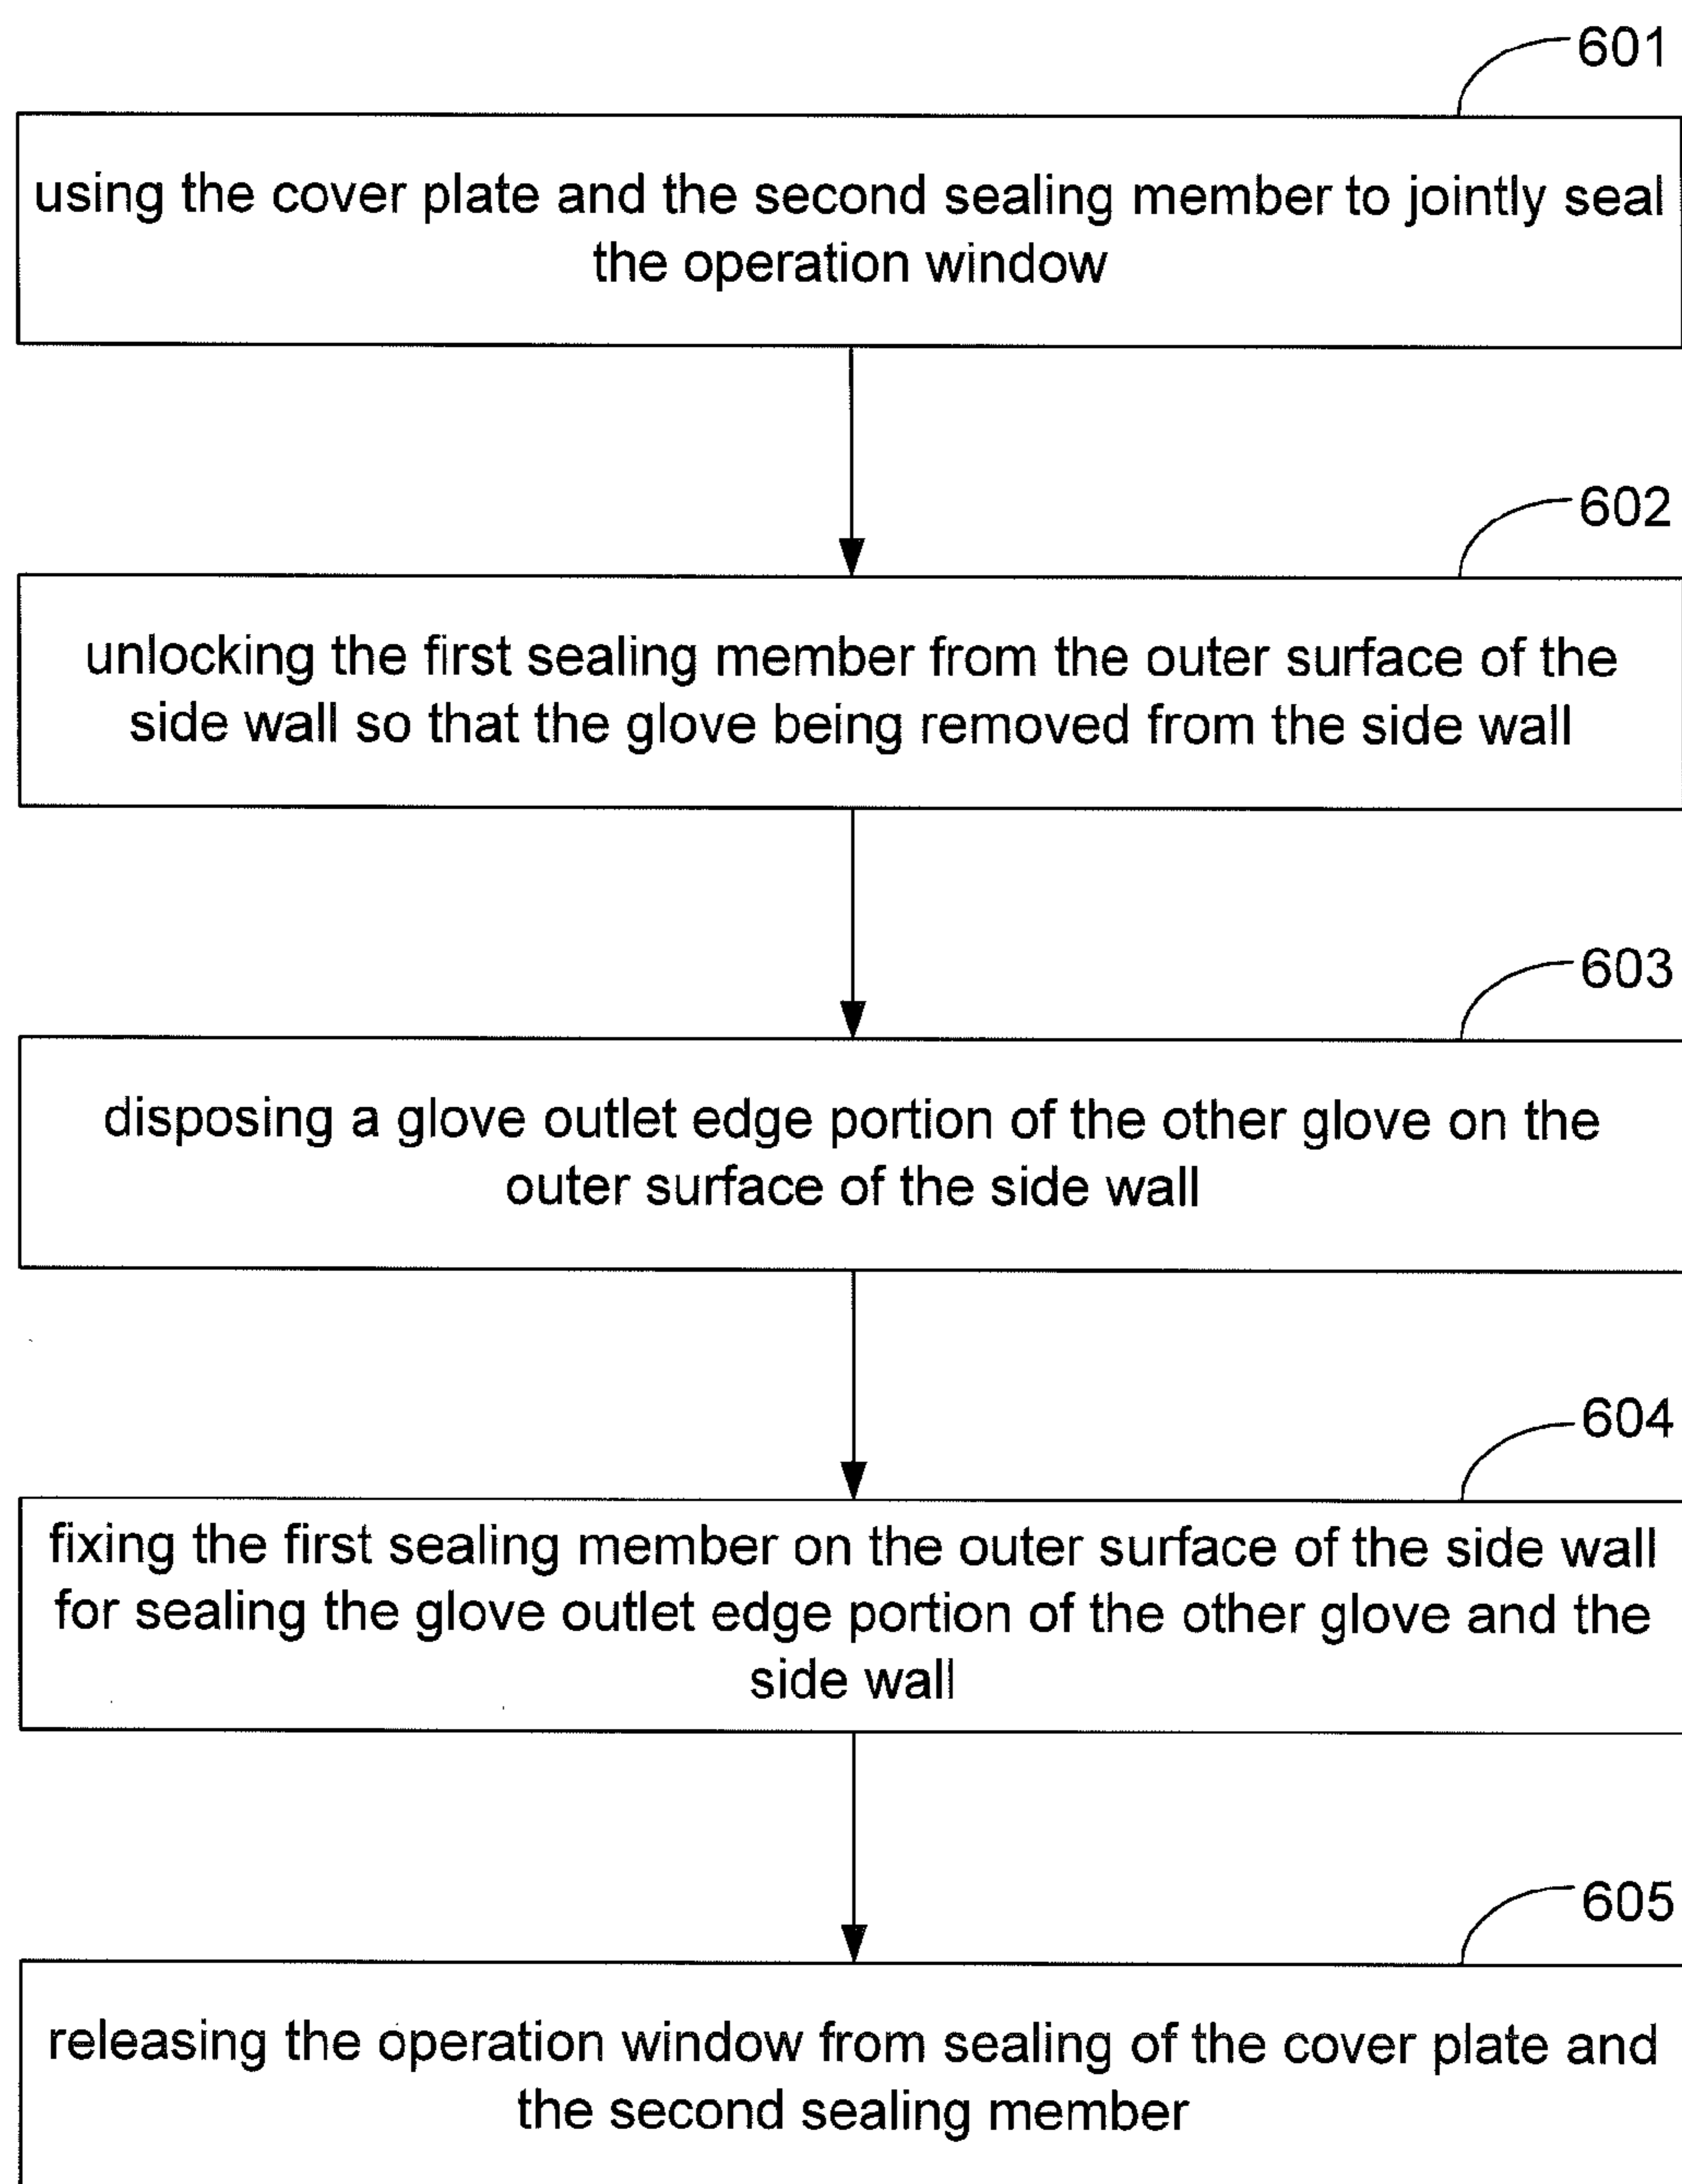 601
using the cover plate and the second sealing member to jointly seal
the operation window
602
unlocking the first sealing member from the outer surface of the
side wall so that the glove being removed from the side wall
603
disposing a glove outlet edge portion of the other glove on the
outer surface of the side wall
604
fixing the first sealing member on the outer surface of the side wall
for sealing the glove outlet edge portion of the other glove and the
side wall
605
releasing the operation window from sealing of the cover plate and
the second sealing member